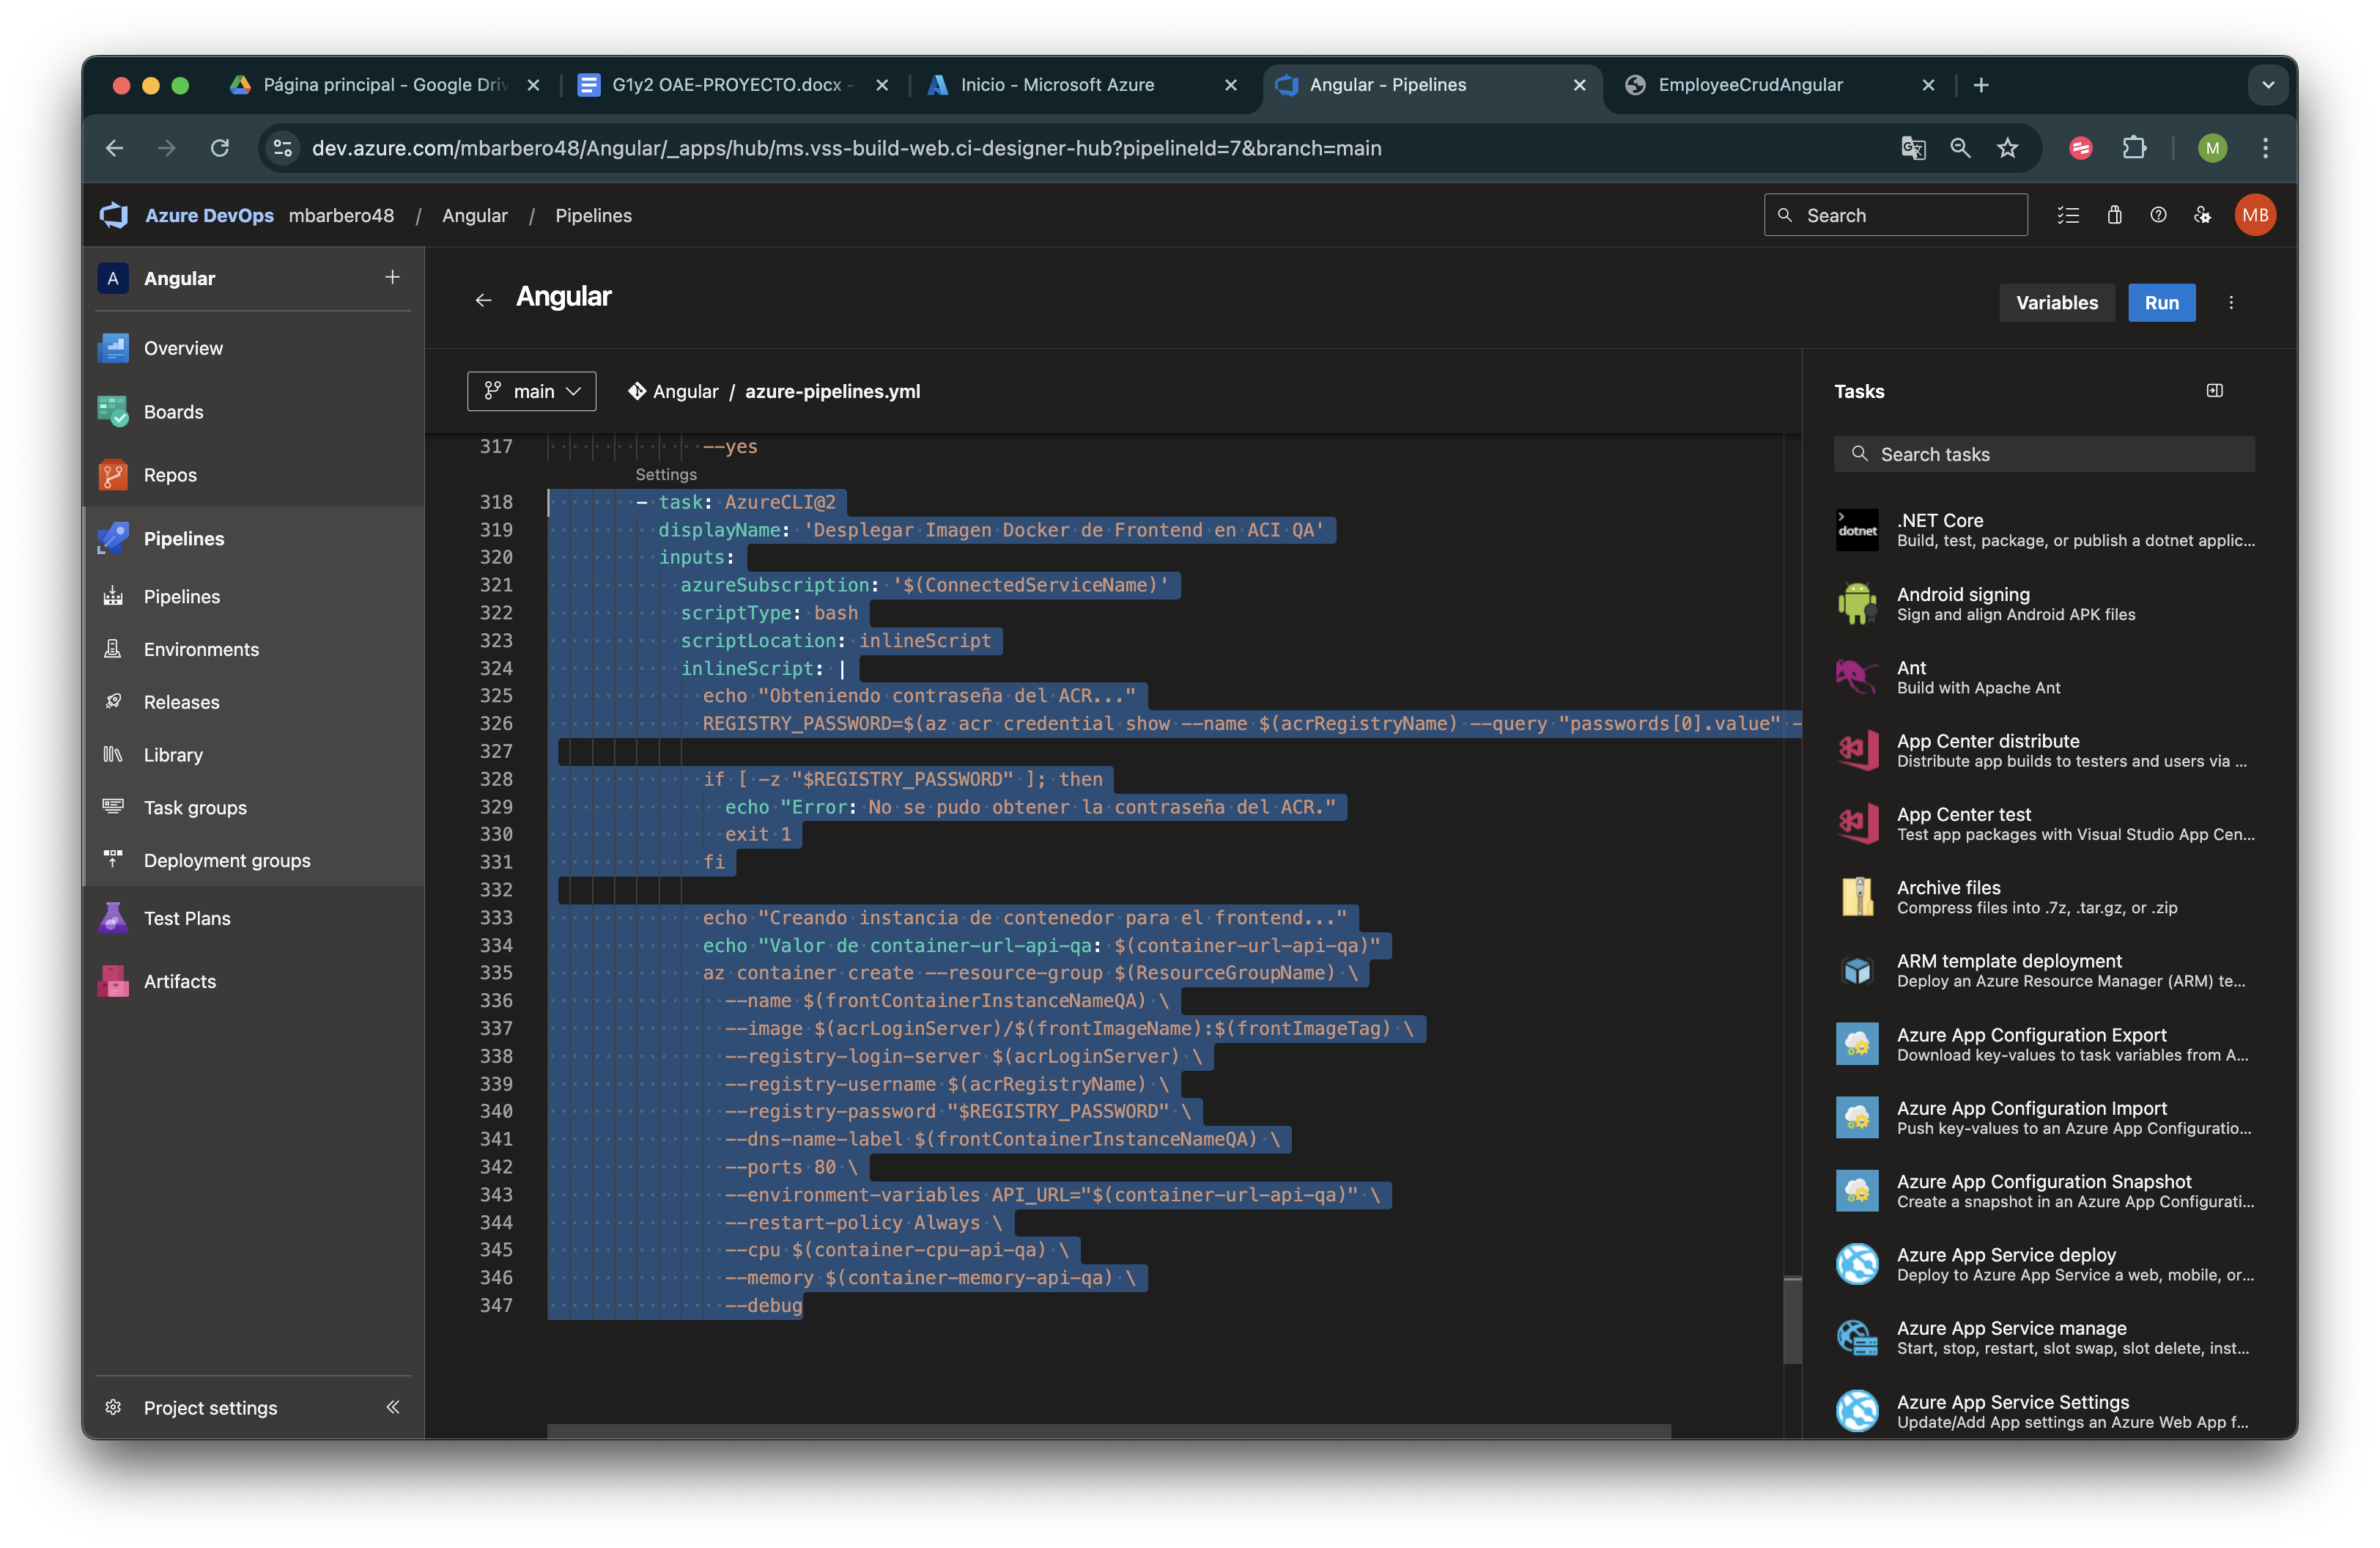 Página principal - Google Driv
G1y2 OAE-PROYECTO.docx -
Inicio - Microsoft Azure
Angular - Pipelines
EmployeeCrudAngular
dev.azure.com/mbarbero48/Angular/_apps/hub/ms.vss-build-web.ci-designer-hub?pipelineId=7&branch=main
M
Azure DevOps mbarbero48 / Angular / Pipelines
Search
MB
A Angular
Overview
Boards
Repos
Pipelines
Pipelines
Environments
Releases
Library
Task groups
Deployment groups
Test Plans
Artifacts
Project settings
Angular
Variables
Run
main
Angular / azure-pipelines.yml
317 --yes
Settings
318 - task: AzureCLI@2
319 displayName: 'Desplegar Imagen Docker de Frontend en ACI QA'
320 inputs:
321 azureSubscription: '$(ConnectedServiceName)'
322 scriptType: bash
323 scriptLocation: inlineScript
324 inlineScript: |
325 echo "Obteniendo contraseña del ACR..."
326 REGISTRY_PASSWORD=$(az acr credential show --name $(acrRegistryName) --query "passwords[0].value" -
327
328 if [ -z "$REGISTRY_PASSWORD" ]; then
329 echo "Error: No se pudo obtener la contraseña del ACR."
330 exit 1
331 fi
332
333 echo "Creando instancia de contenedor para el frontend..."
334 echo "Valor de container-url-api-qa: $(container-url-api-qa)"
335 az container create --resource-group $(ResourceGroupName) \
336 --name $(frontContainerInstanceNameQA) \
337 --image $(acrLoginServer)/$(frontImageName):$(frontImageTag) \
338 --registry-login-server $(acrLoginServer) \
339 --registry-username $(acrRegistryName) \
340 --registry-password "$REGISTRY_PASSWORD" \
341 --dns-name-label $(frontContainerInstanceNameQA) \
342 --ports 80 \
343 --environment-variables API_URL="$(container-url-api-qa)" \
344 --restart-policy Always \
345 --cpu $(container-cpu-api-qa) \
346 --memory $(container-memory-api-qa) \
347 --debug
Tasks
Search tasks
dotnet
.NET Core
Build, test, package, or publish a dotnet applic...
Android signing
Sign and align Android APK files
Ant
Build with Apache Ant
App Center distribute
Distribute app builds to testers and users via ...
App Center test
Test app packages with Visual Studio App Cen...
Archive files
Compress files into .7z, .tar.gz, or .zip
ARM template deployment
Deploy an Azure Resource Manager (ARM) te...
Azure App Configuration Export
Download key-values to task variables from A...
Azure App Configuration Import
Push key-values to an Azure App Configuratio...
Azure App Configuration Snapshot
Create a snapshot in an Azure App Configurati...
Azure App Service deploy
Deploy to Azure App Service a web, mobile, or...
Azure App Service manage
Start, stop, restart, slot swap, slot delete, inst...
Azure App Service Settings
Update/Add App settings an Azure Web App f...